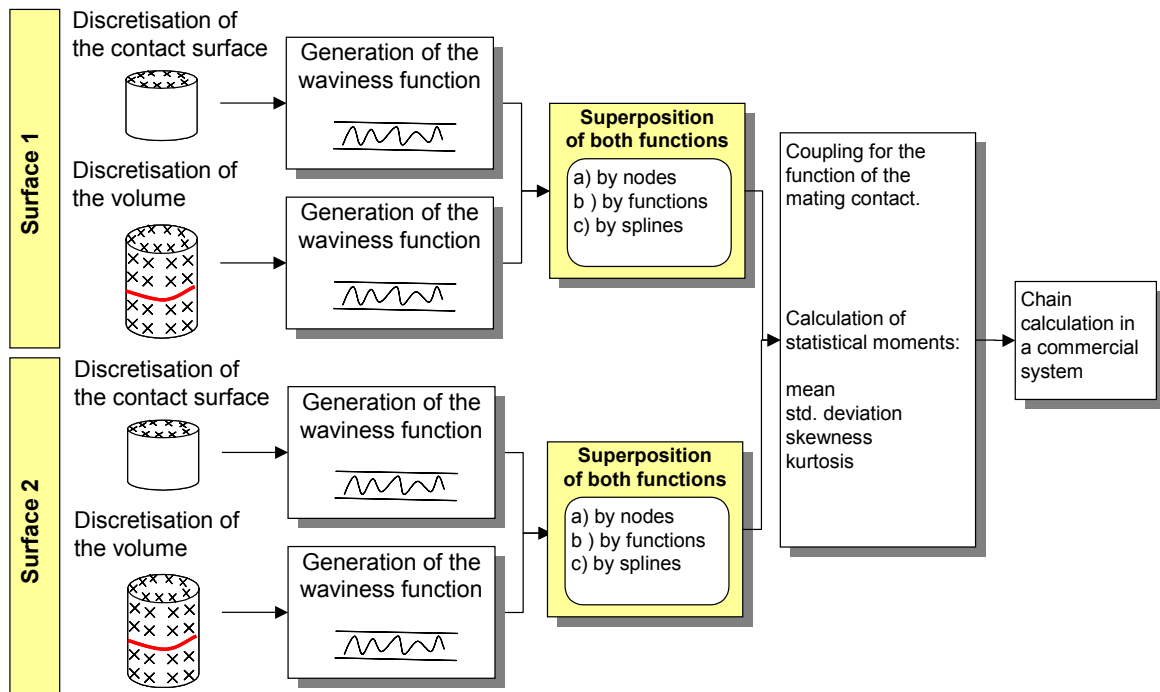 Surface 1
Discretisation of
the contact surface
Generation of the
waviness function
Discretisation of
the volume
Generation of the
waviness function
Superposition
of both functions
a) by nodes
b ) by functions
c) by splines
Surface 2
Discretisation of
the contact surface
Generation of the
waviness function
Discretisation of
the volume
Generation of the
waviness function
Superposition
of both functions
a) by nodes
b ) by functions
c) by splines
Coupling for the
function of the
mating contact.
Calculation of
statistical moments:
mean
std. deviation
skewness
kurtosis
Chain
calculation in
a commercial
system